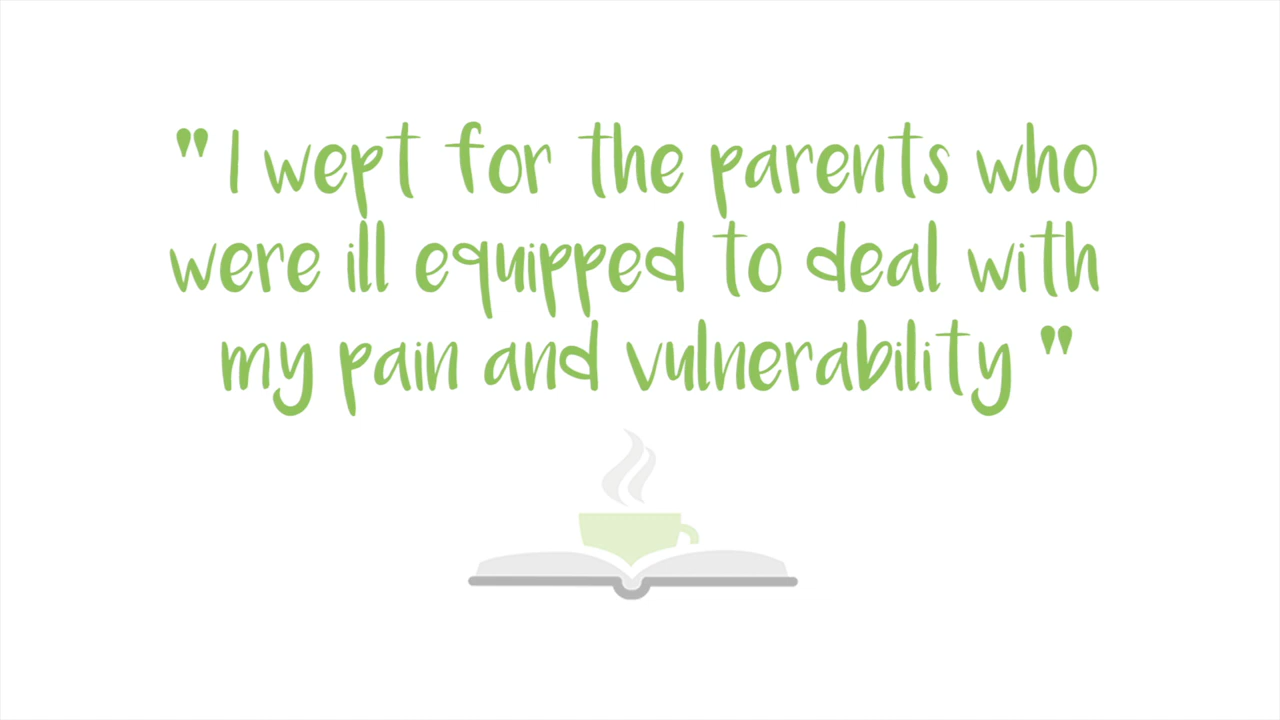 " I wept for the parents who
were ill equipped to deal with
my pain and vulnerability "